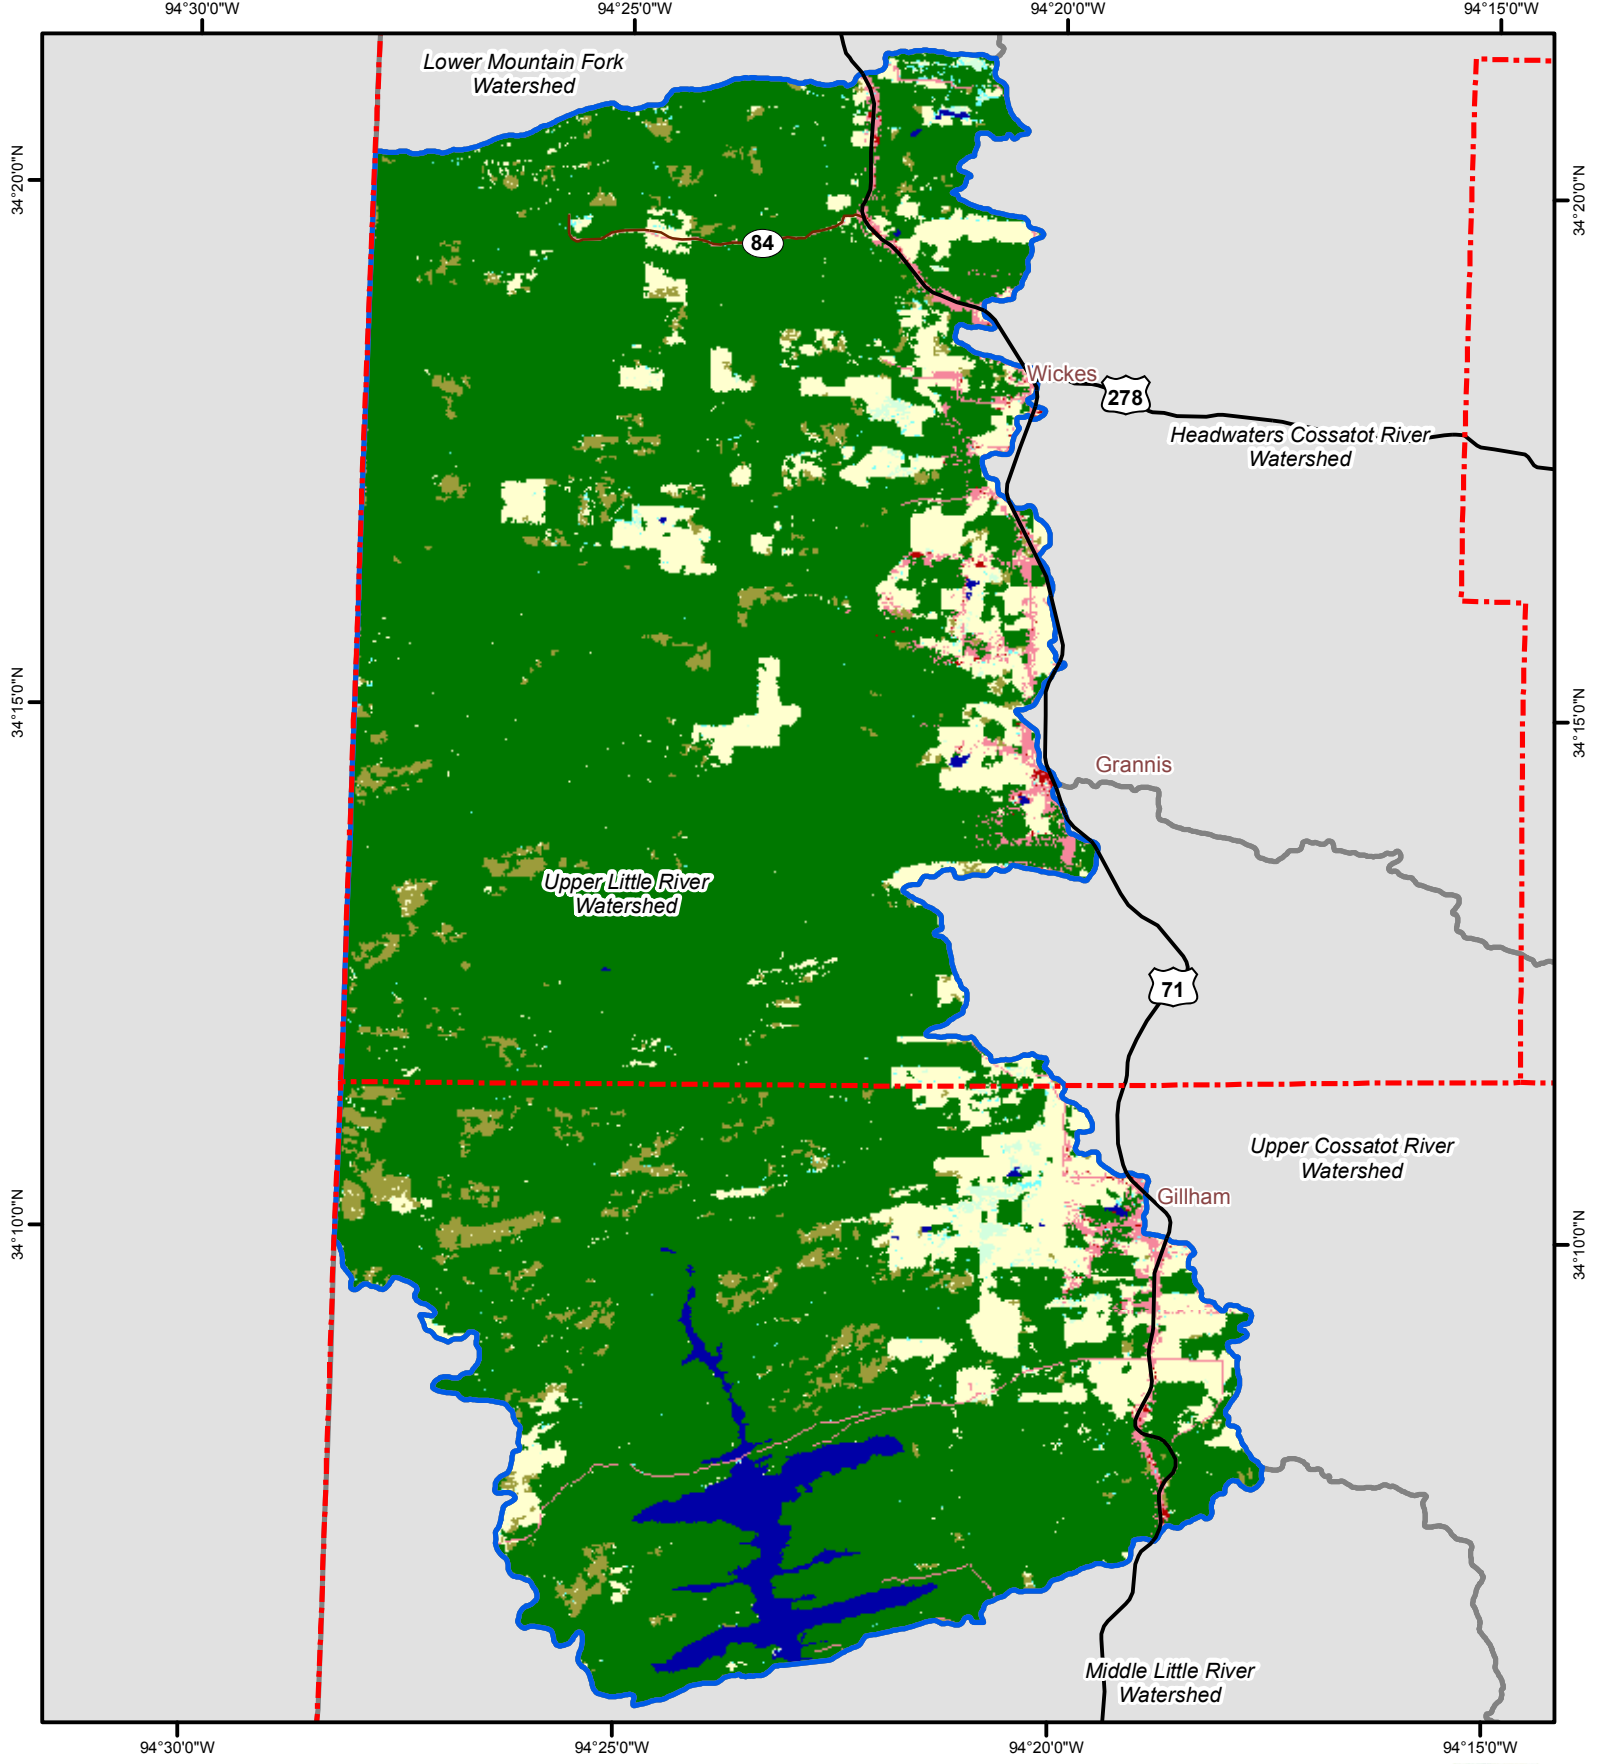 94°30'0"W
94°25'0"W
94°20'0"W
94°15'0"W
Lower Mountain Fork
Watershed
34°20'0"N
34°20'0"N
84
Wickes
278
Headwaters Cossatot River
Watershed
34°15'0"N
34°15'0"N
Grannis
Upper Little River
Watershed
71
Upper Cossatot River
Watershed
Gillham
34°10'0"N
34°10'0"N
Middle Little River
Watershed
94°30'0"W
94°25'0"W
94°20'0"W
94°15'0"W